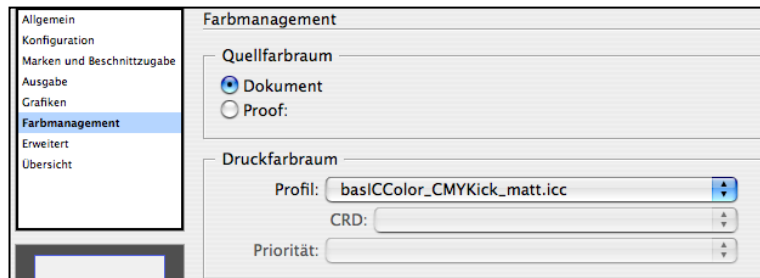 Allgemein
Konfiguration
Marken und Beschnittzugabe
Ausgabe
Grafiken
Farbmanagement
Erweitert
Übersicht
Farbmanagement
Quellfarbraum
Dokument
Proof:
Druckfarbraum
Profil: basICColor_CMYKick_matt.icc
CRD:
Priorität: